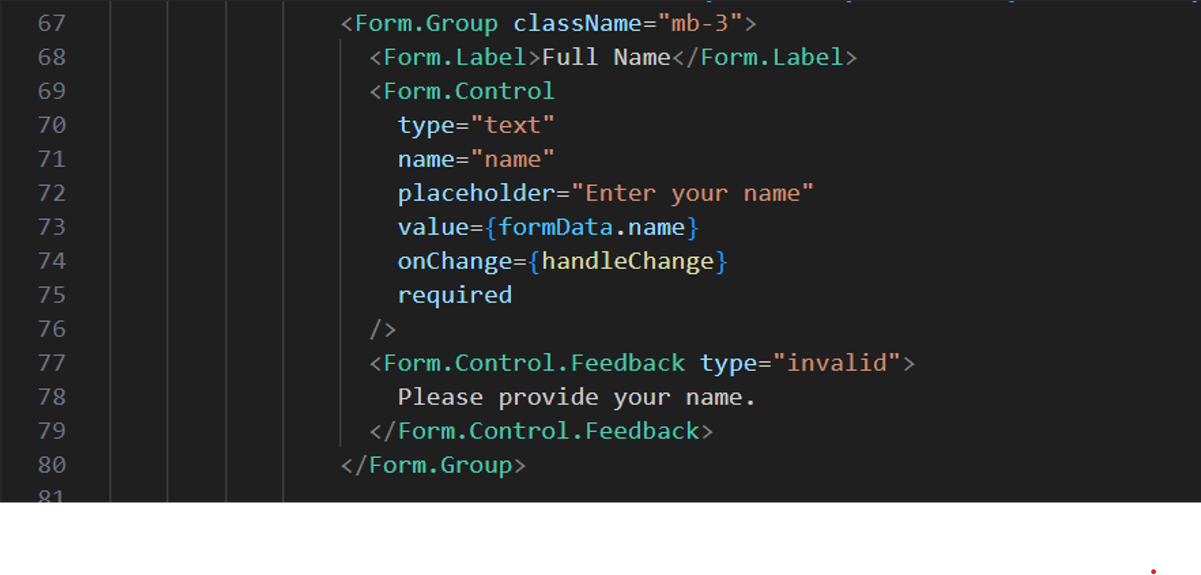 67 <Form.Group className="mb-3">
68 <Form.Label>Full Name</Form.Label>
69 <Form.Control
70 type="text"
71 name="name"
72 placeholder="Enter your name"
73 value={formData.name}
74 onChange={handleChange}
75 required
76 />
77 <Form.Control.Feedback type="invalid">
78 Please provide your name.
79 </Form.Control.Feedback>
80 </Form.Group>
81